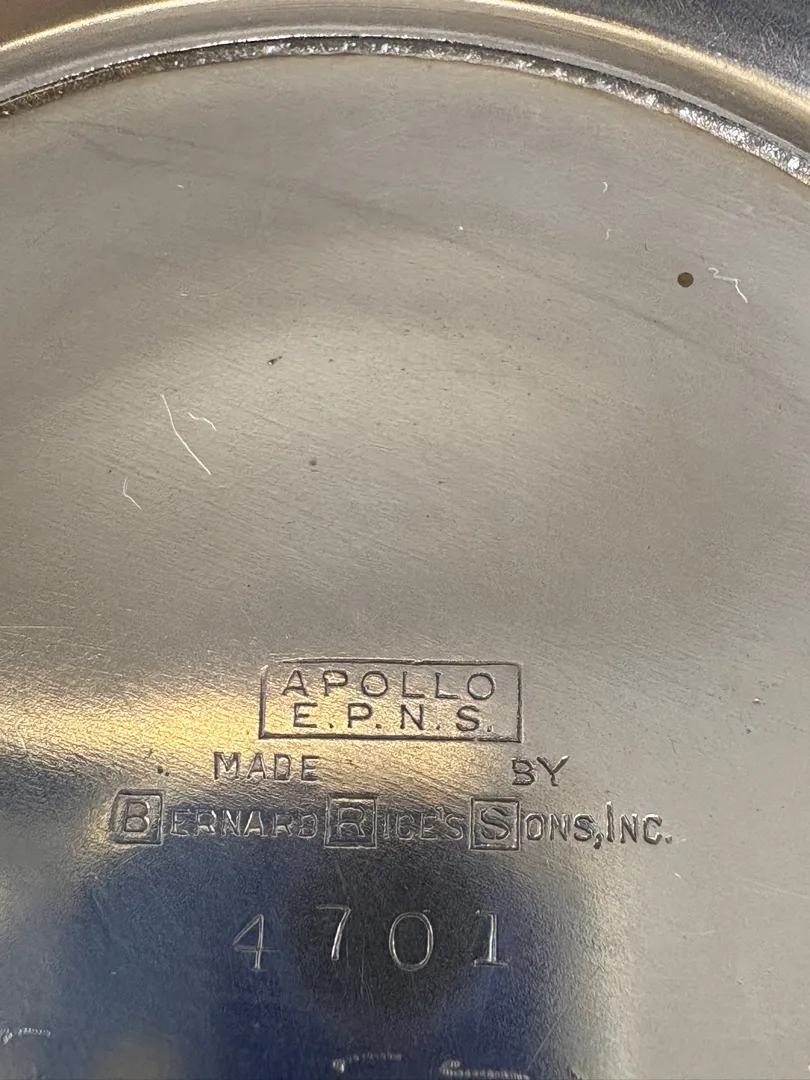 APOLLO
E.P.N.S.
MADE BY
BERNARD RICE'S SONS, INC.
4701